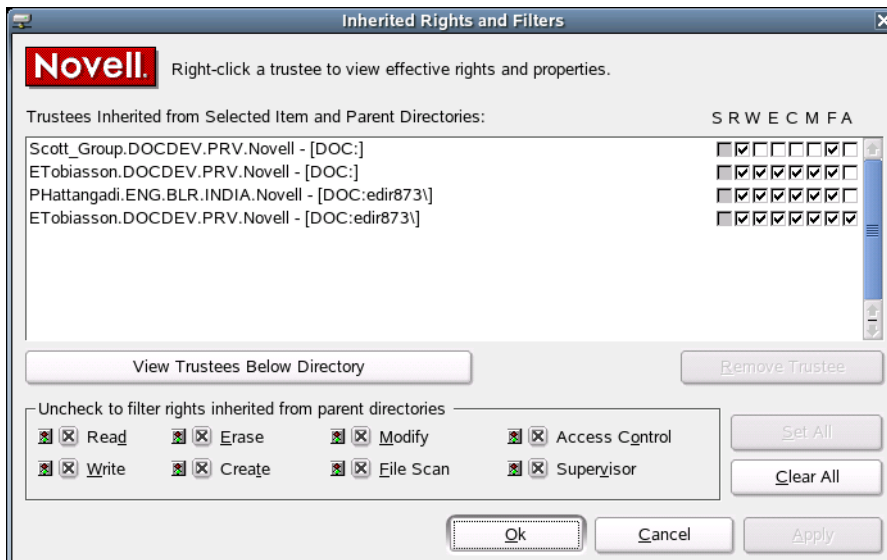 Inherited Rights and Filters
Novell.
Right-click a trustee to view effective rights and properties.
Trustees Inherited from Selected Item and Parent Directories:
S R W E C M F A
Scott_Group.DOCDEV.PRV.Novell - [DOC:]
ETobiasson.DOCDEV.PRV.Novell - [DOC:]
PHattangadi.ENG.BLR.INDIA.Novell - [DOC:edir873\]
ETobiasson.DOCDEV.PRV.Novell - [DOC:edir873\]
View Trustees Below Directory
Remove Trustee
Uncheck to filter rights inherited from parent directories
Read Erase Modify Access Control
Set All
Write Create File Scan Supervisor
Clear All
Ok Cancel Apply